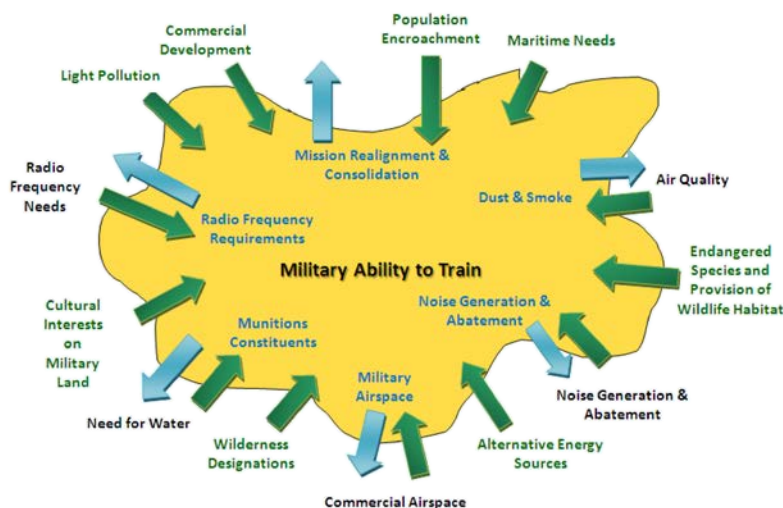 Population
Encroachment
Commercial
Development
Maritime Needs
Light Pollution
Mission Realignment &
Consolidation
Radio
Frequency
Needs
Air Quality
Dust & Smoke
Radio Frequency
Requirements
Military Ability to Train
Endangered
Species and
Provision of
Wildlife Habitat
Cultural
Interests
on
Military
Land
Noise Generation &
Abatement
Munitions
Constituents
Military
Airspace
Need for Water
Noise Generation &
Abatement
Wilderness
Designations
Alternative Energy
Sources
Commercial Airspace